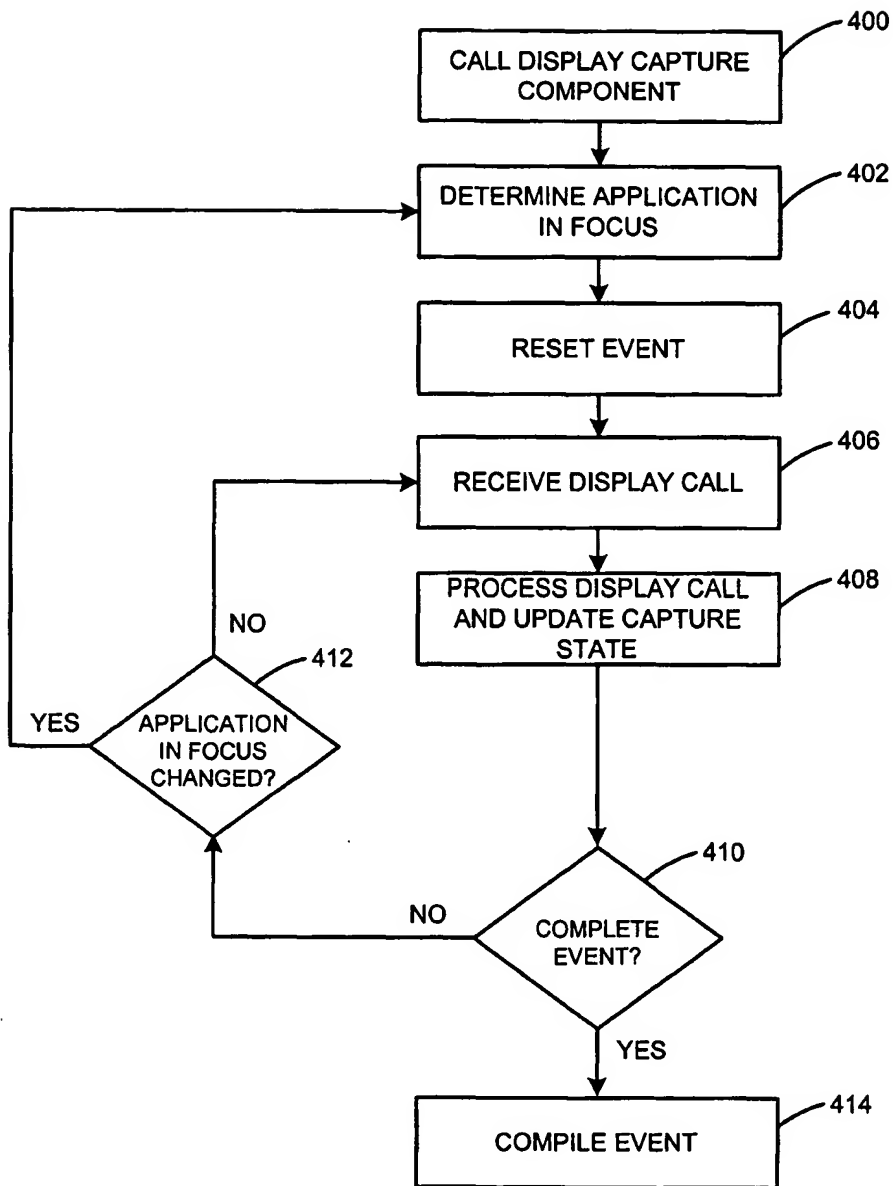 400
CALL DISPLAY CAPTURE
COMPONENT
402
DETERMINE APPLICATION
IN FOCUS
404
RESET EVENT
406
RECEIVE DISPLAY CALL
408
PROCESS DISPLAY CALL
AND UPDATE CAPTURE
STATE
NO
412
YES
APPLICATION
IN FOCUS
CHANGED?
410
NO
COMPLETE
EVENT?
YES
414
COMPILE EVENT